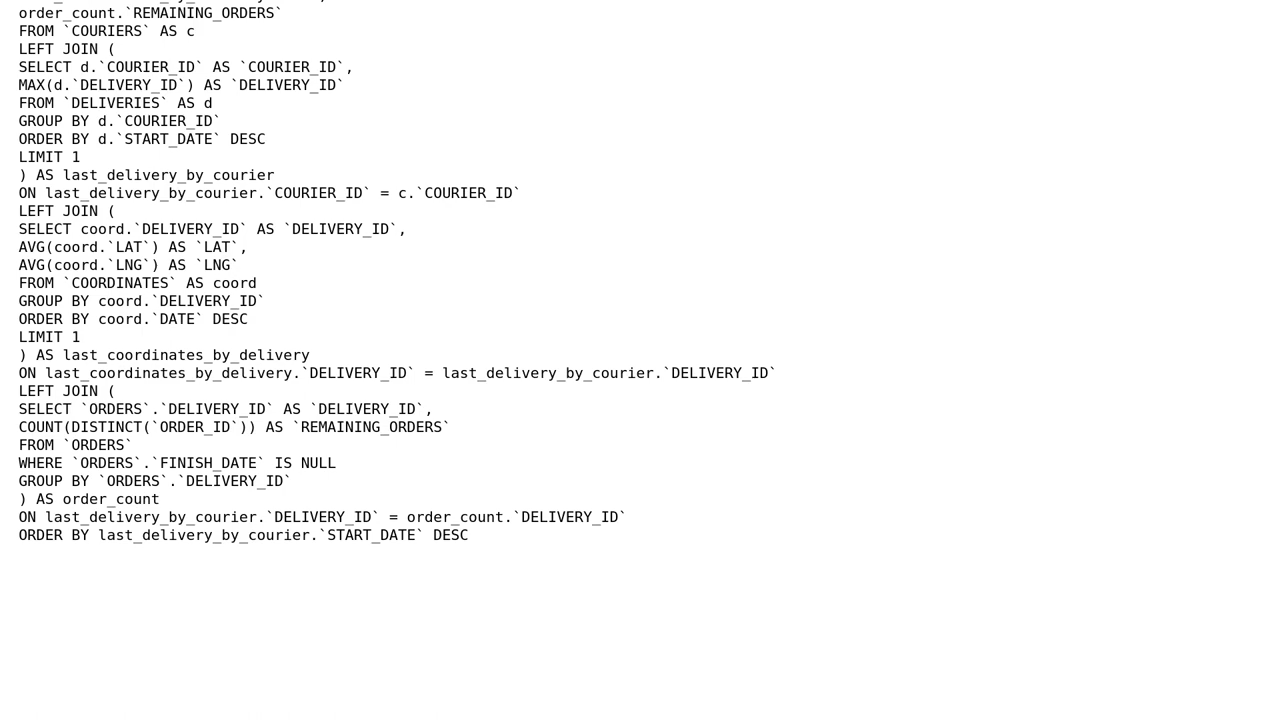 order_count.`REMAINING_ORDERS`
FROM `COURIERS` AS c
LEFT JOIN (
SELECT d.`COURIER_ID` AS `COURIER_ID`,
MAX(d.`DELIVERY_ID`) AS `DELIVERY_ID`
FROM `DELIVERIES` AS d
GROUP BY d.`COURIER_ID`
ORDER BY d.`START_DATE` DESC
LIMIT 1
) AS last_delivery_by_courier
ON last_delivery_by_courier.`COURIER_ID` = c.`COURIER_ID`
LEFT JOIN (
SELECT coord.`DELIVERY_ID` AS `DELIVERY_ID`,
AVG(coord.`LAT`) AS `LAT`,
AVG(coord.`LNG`) AS `LNG`
FROM `COORDINATES` AS coord
GROUP BY coord.`DELIVERY_ID`
ORDER BY coord.`DATE` DESC
LIMIT 1
) AS last_coordinates_by_delivery
ON last_coordinates_by_delivery.`DELIVERY_ID` = last_delivery_by_courier.`DELIVERY_ID`
LEFT JOIN (
SELECT `ORDERS`.`DELIVERY_ID` AS `DELIVERY_ID`,
COUNT(DISTINCT(`ORDER_ID`)) AS `REMAINING_ORDERS`
FROM `ORDERS`
WHERE `ORDERS`.`FINISH_DATE` IS NULL
GROUP BY `ORDERS`.`DELIVERY_ID`
) AS order_count
ON last_delivery_by_courier.`DELIVERY_ID` = order_count.`DELIVERY_ID`
ORDER BY last_delivery_by_courier.`START_DATE` DESC